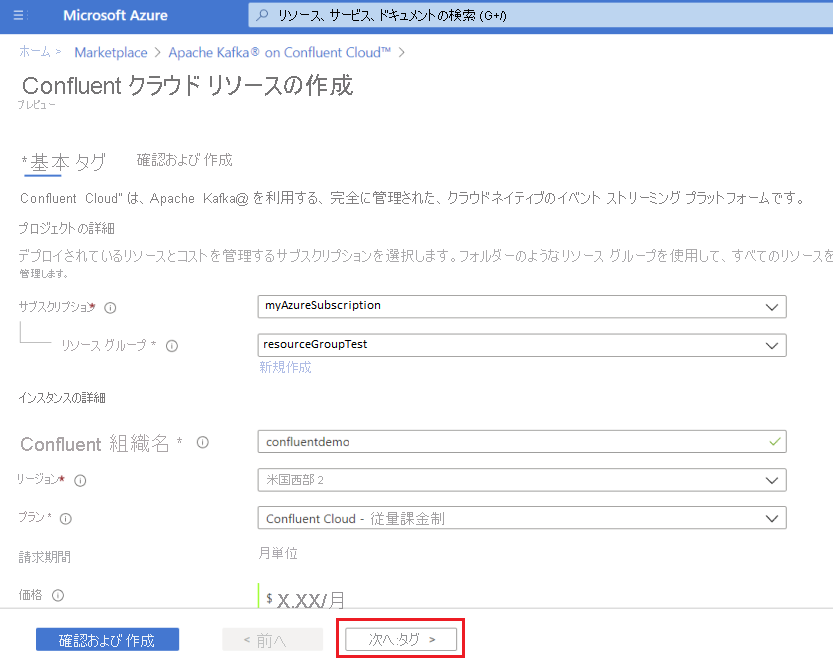 Microsoft Azure
リソース、サービス、ドキュメントの検索 (G+/)
ホーム >
Marketplace > Apache Kafka® on Confluent Cloud™ >
Confluent クラウド リソースの作成
プレビュー
*基本 タグ 確認および 作成
Confluent Cloud" は、Apache Kafka@ を利用する、完全に管理された、クラウドネイティブのイベント ストリーミング プラットフォームです。
プロジェクトの詳細
デプロイされているリソースとコストを管理するサブスクリプションを選択します。フォルダーのようなリソース グループを使用して、すべてのリソースを
管理します。
サブスクリプション* myAzureSubscription
リソース グループ * resourceGroupTest
新規作成
インスタンスの詳細
Confluent 組織名 * confluentdemo
リージョン* 米国西部 2
プラン * Confluent Cloud - 従量課金制
請求期間 月単位
価格 $ X.XX/月
確認および 作成 < 前へ 次へ:タグ >